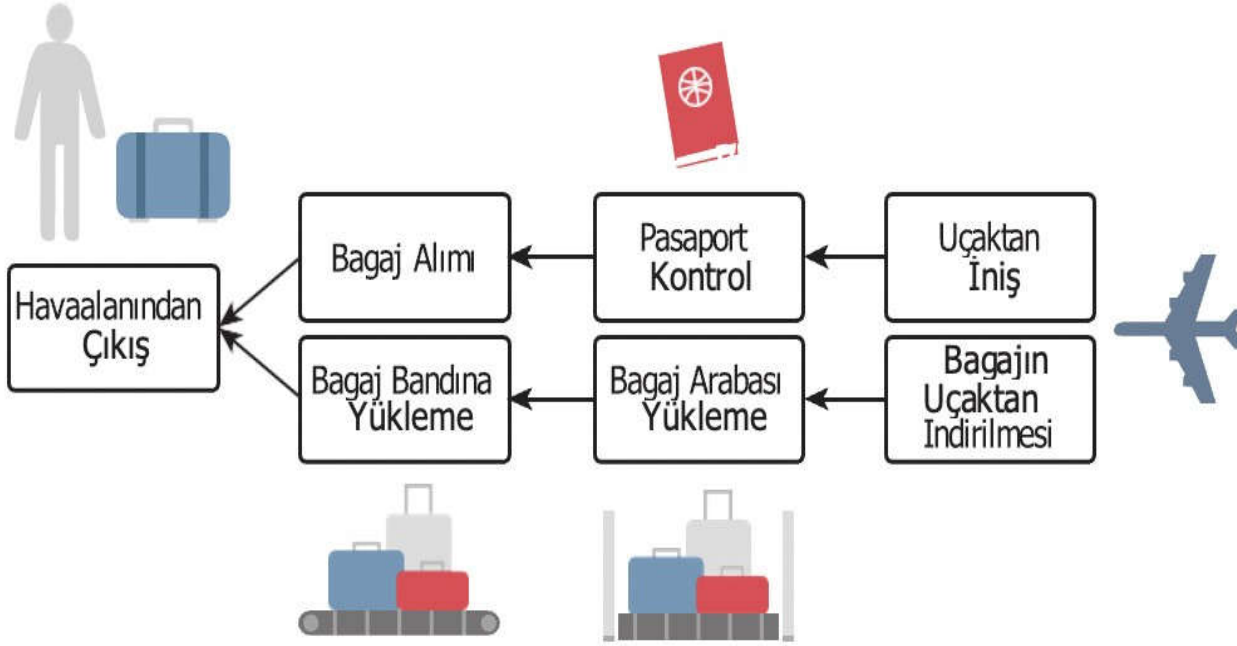 Bagaj Alımı
Pasaport
Kontrol
Uçaktan
İniş
Havaalanından
Çıkış
Bagaj Bandına
Yükleme
Bagaj Arabası
Yükleme
Bagajın
Uçaktan
İndirilmesi